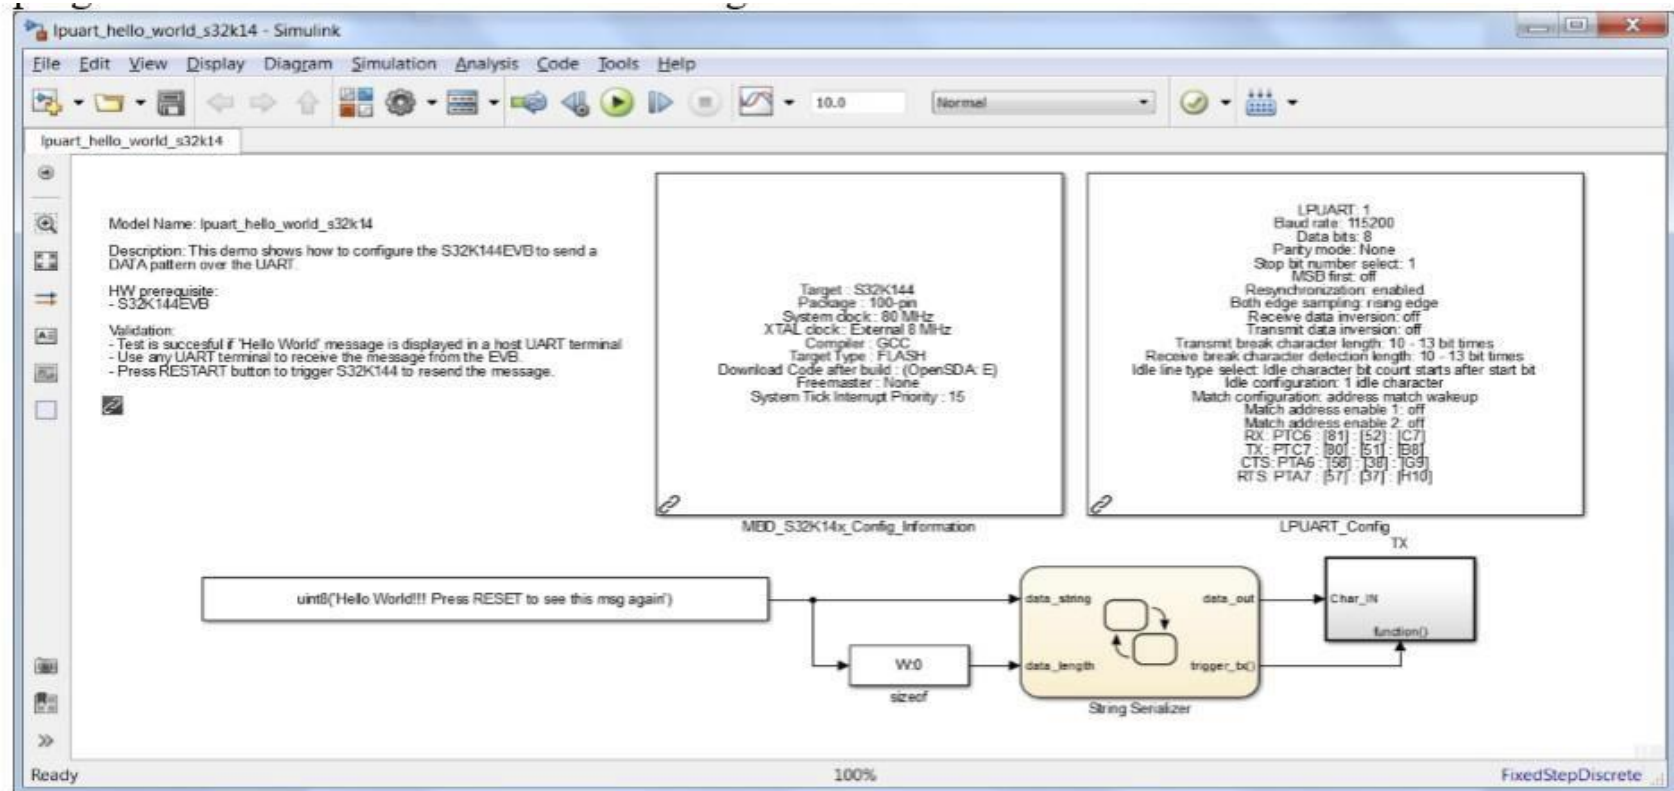 lpuart_hello_world_s32k14 - Simulink
File Edit View Display Diagram Simulation Analysis Code Tools Help
10.0 Normal
lpuart_hello_world_s32k14
Model Name: lpuart_hello_world_s32k14
Description: This demo shows how to configure the S32K144EVB to send a
DATA pattern over the UART.
HW prerequisite:
- S32K144EVB
Validation:
- Test is succesful if 'Hello World' message is displayed in a host UART terminal
- Use any UART terminal to receive the message from the EVB.
- Press RESTART button to trigger S32K144 to resend the message.
Target : S32K144
Package : 100-pin
System clock : 80 MHz
XTAL clock : External 8 MHz
Compiler : GCC
Target Type : FLASH
Download Code after build : (OpenSDA: E)
Freemaster : None
System Tick Interrupt Priority : 15
MBD_S32K14x_Config_Information
LPUART: 1
Baud rate: 115200
Data bits: 8
Parity mode: None
Stop bit number select: 1
MSB first: off
Resynchronization: enabled
Both edge sampling: rising edge
Receive data inversion: off
Transmit data inversion: off
Transmit break character length: 10 - 13 bit times
Receive break character detection length: 10 - 13 bit times
Idle line type select: Idle character bit count starts after start bit
Idle configuration: 1 idle character
Match configuration: address match wakeup
Match address enable 1: off
Match address enable 2: off
RX: PTC6 : [81] : [52] : [C7]
TX : PTC7 : [80] : [51] : [B8]
CTS: PTA6 : [58] : [38] : [G9]
RTS: PTA7 : [57] : [37] : [H10]
LPUART_Config
TX
uint8('Hello World!!! Press RESET to see this msg again')
data_string data_out
Char_IN
function()
W:0
data_length trigger_tx()
sizeof
String Serializer
Ready 100% FixedStepDiscrete